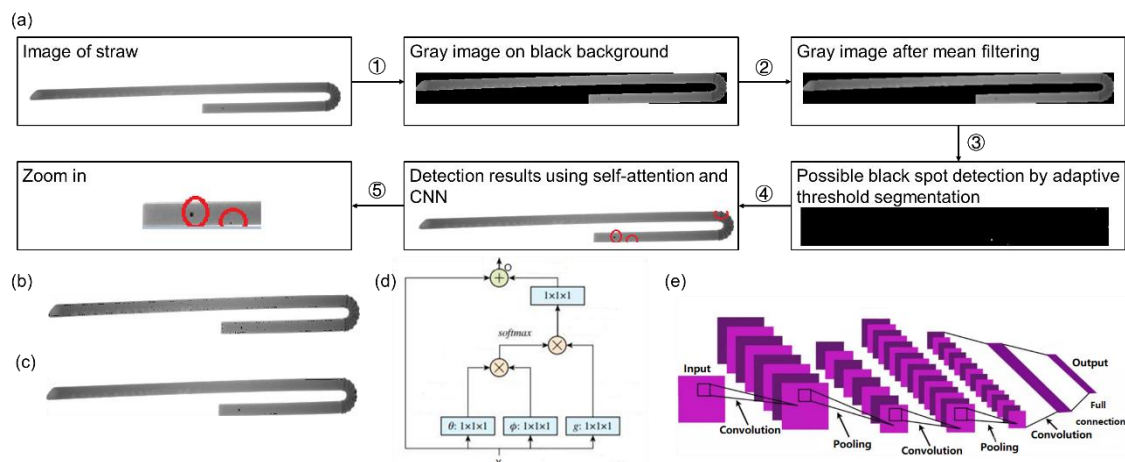 (a)
Image of straw
①
Gray image on black background
②
Gray image after mean filtering
③
Zoom in
⑤
Detection results using self-attention and
CNN
④
Possible black spot detection by adaptive
threshold segmentation
(b)
(c)
(d)
O
1×1×1
softmax
θ: 1×1×1
ϕ: 1×1×1
g: 1×1×1
(e)
Input
Convolution
Pooling
Convolution
Pooling
Convolution
Output
Full
connection